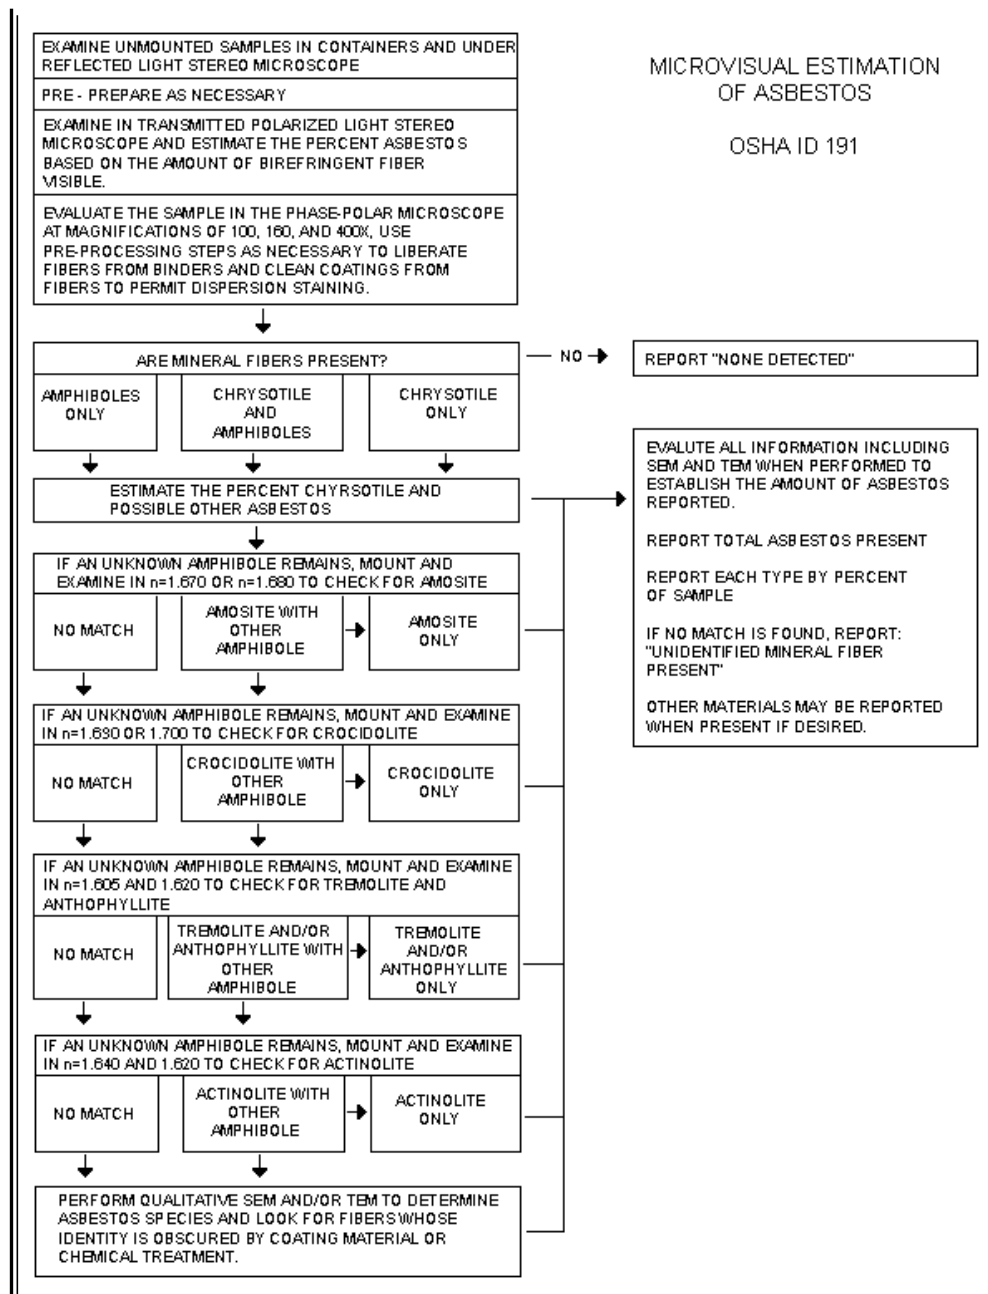 EXAMINE UNMOUNTED SAMPLES IN CONTAINERS AND UNDER
REFLECTED LIGHT STEREO MICROSCOPE
PRE - PREPARE AS NECESSARY
EXAMINE IN TRANSMITTED POLARIZED LIGHT STEREO
MICROSCOPE AND ESTIMATE THE PERCENT ASBESTOS
BASED ON THE AMOUNT OF BIREFRINGENT FIBER
VISIBLE.
EVALUATE THE SAMPLE IN THE PHASE-POLAR MICROSCOPE
AT MAGNIFICATIONS OF 100, 160, AND 400X, USE
PRE-PROCESSING STEPS AS NECESSARY TO LIBERATE
FIBERS FROM BINDERS AND CLEAN COATINGS FROM
FIBERS TO PERMIT DISPERSION STAINING.
MICROVISUAL ESTIMATION
OF ASBESTOS
OSHA ID 191
ARE MINERAL FIBERS PRESENT?
NO
REPORT "NONE DETECTED"
AMPHIBOLES
ONLY
CHRYSOTILE
AND
AMPHIBOLES
CHRYSOTILE
ONLY
ESTIMATE THE PERCENT CHYRSOTILE AND
POSSIBLE OTHER ASBESTOS
EVALUTE ALL INFORMATION INCLUDING
SEM AND TEM WHEN PERFORMED TO
ESTABLISH THE AMOUNT OF ASBESTOS
REPORTED.
REPORT TOTAL ASBESTOS PRESENT
REPORT EACH TYPE BY PERCENT
OF SAMPLE
IF NO MATCH IS FOUND, REPORT:
"UNIDENTIFIED MINERAL FIBER
PRESENT"
OTHER MATERIALS MAY BE REPORTED
WHEN PRESENT IF DESIRED.
IF AN UNKNOWN AMPHIBOLE REMAINS, MOUNT AND
EXAMINE IN n=1.670 OR n=1.680 TO CHECK FOR AMOSITE
NO MATCH
AMOSITE WITH
OTHER
AMPHIBOLE
AMOSITE
ONLY
IF AN UNKNOWN AMPHIBOLE REMAINS, MOUNT AND EXAMINE
IN n=1.690 OR 1.700 TO CHECK FOR CROCIDOLITE
NO MATCH
CROCIDOLITE WITH
OTHER
AMPHIBOLE
CROCIDOLITE
ONLY
IF AN UNKNOWN AMPHIBOLE REMAINS, MOUNT AND EXAMINE
IN n=1.605 AND 1.620 TO CHECK FOR TREMOLITE AND
ANTHOPHYLLITE
NO MATCH
TREMOLITE AND/OR
ANTHOPHYLLITE WITH
OTHER
AMPHIBOLE
TREMOLITE
AND/OR
ANTHOPHYLLITE
ONLY
IF AN UNKNOWN AMPHIBOLE REMAINS, MOUNT AND EXAMINE
IN n=1.640 AND 1.620 TO CHECK FOR ACTINOLITE
NO MATCH
ACTINOLITE WITH
OTHER
AMPHIBOLE
ACTINOLITE
ONLY
PERFORM QUALITATIVE SEM AND/OR TEM TO DETERMINE
ASBESTOS SPECIES AND LOOK FOR FIBERS WHOSE
IDENTITY IS OBSCURED BY COATING MATERIAL OR
CHEMICAL TREATMENT.